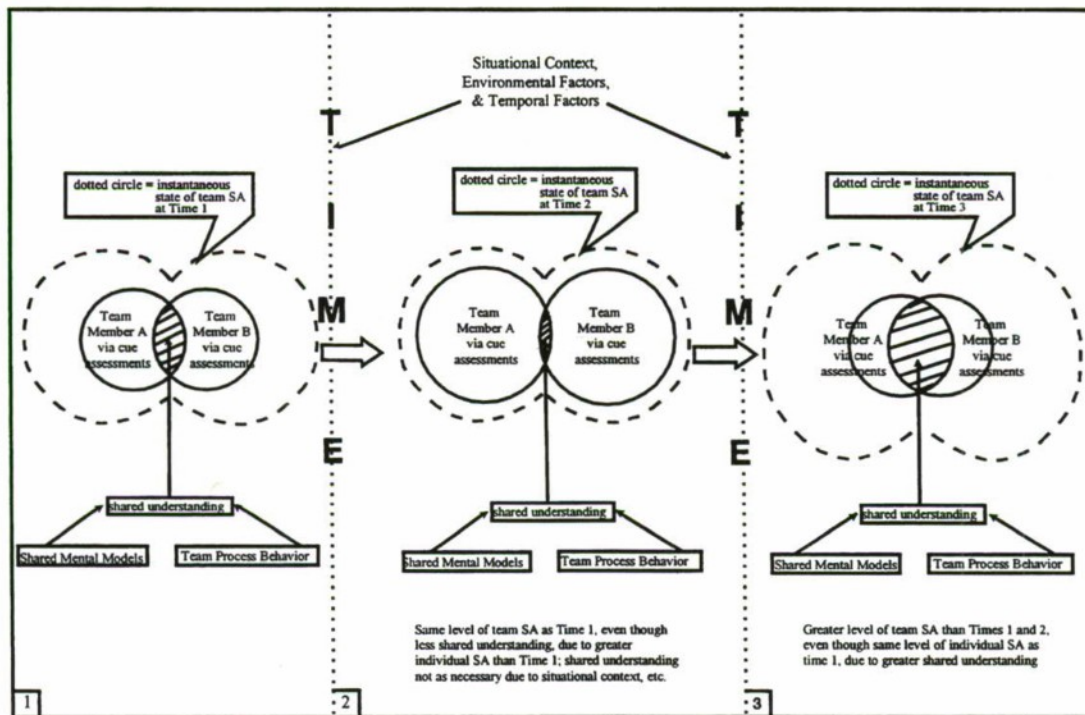 Situational Context,
Environmental Factors,
& Temporal Factors
T
I
M
E
T
I
M
E
dotted circle = instantaneous
state of team SA
at Time 1
Team
Member A
via cue
assessments
Team
Member B
via cue
assessments
shared understanding
Shared Mental Models
Team Process Behavior
1
dotted circle = instantaneous
state of team SA
at Time 2
Team
Member A
via cue
assessments
Team
Member B
via cue
assessments
shared understanding
Shared Mental Models
Team Process Behavior
Same level of team SA as Time 1, even though
less shared understanding, due to greater
individual SA than Time 1; shared understanding
not as necessary due to situational context, etc.
2
dotted circle = instantaneous
state of team SA
at Time 3
Team
Member A
via cue
assessments
Team
Member B
via cue
assessments
shared understanding
Shared Mental Models
Team Process Behavior
Greater level of team SA than Times 1 and 2,
even though same level of individual SA as
time 1, due to greater shared understanding
3